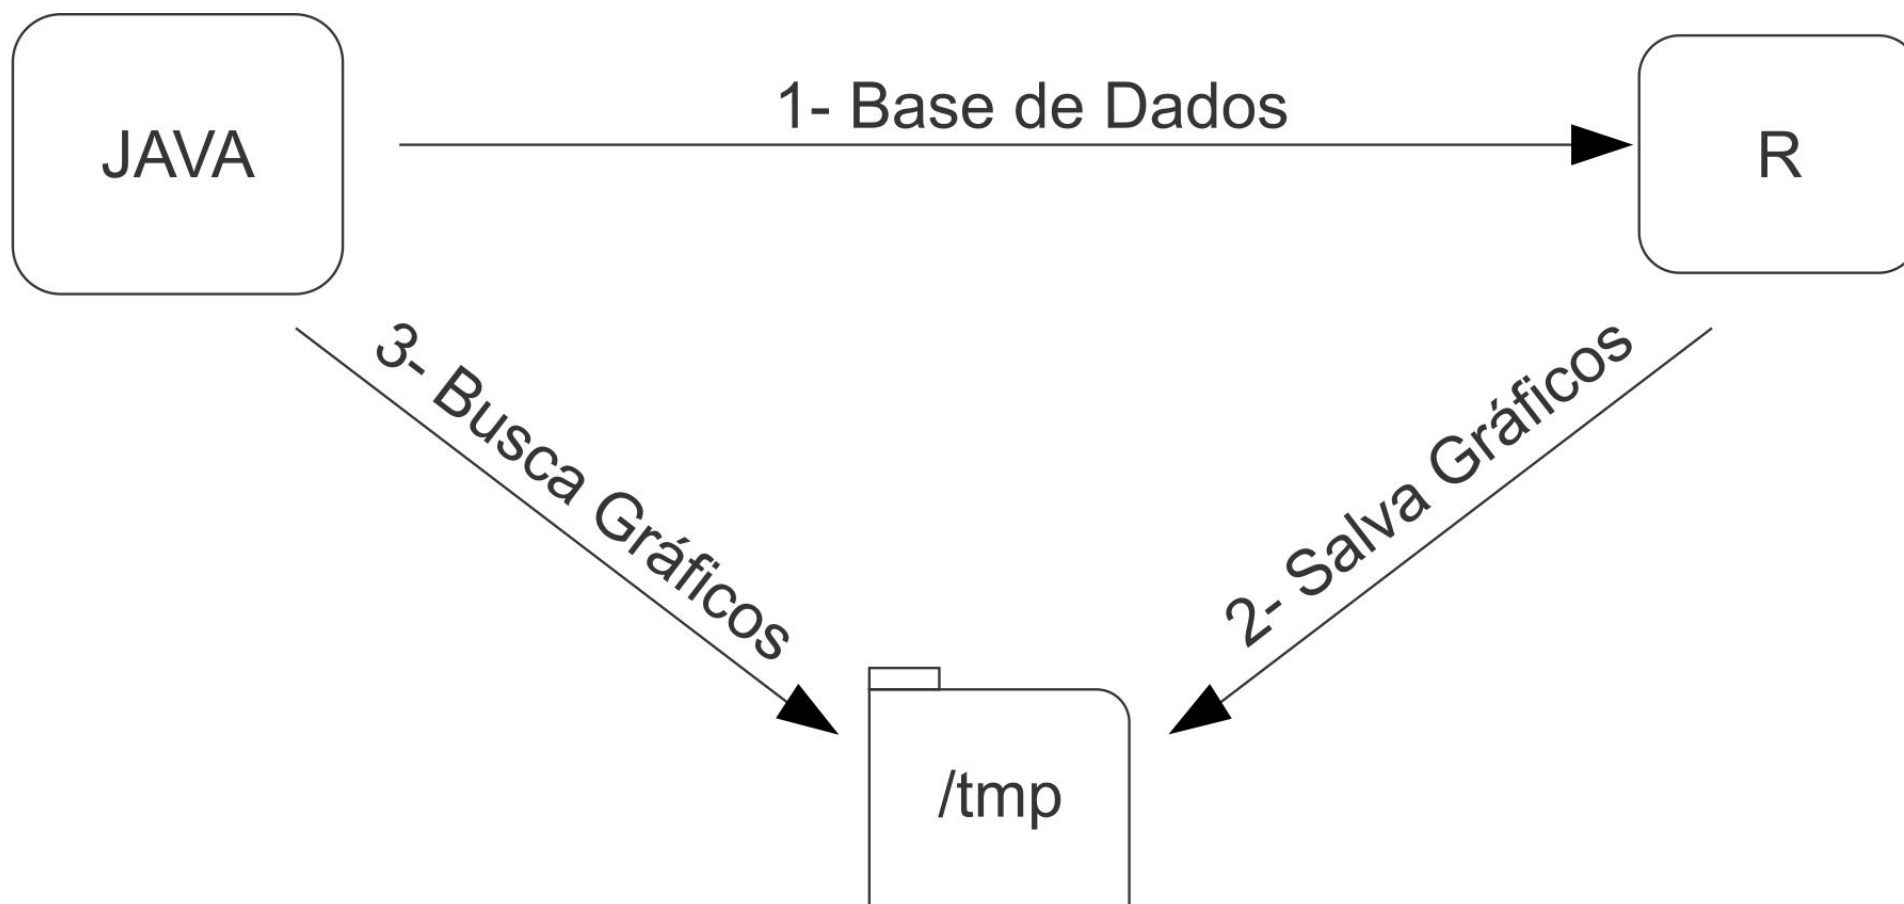 JAVA
1- Base de Dados
R
3- Busca Gráficos
2- Salva Gráficos
/tmp